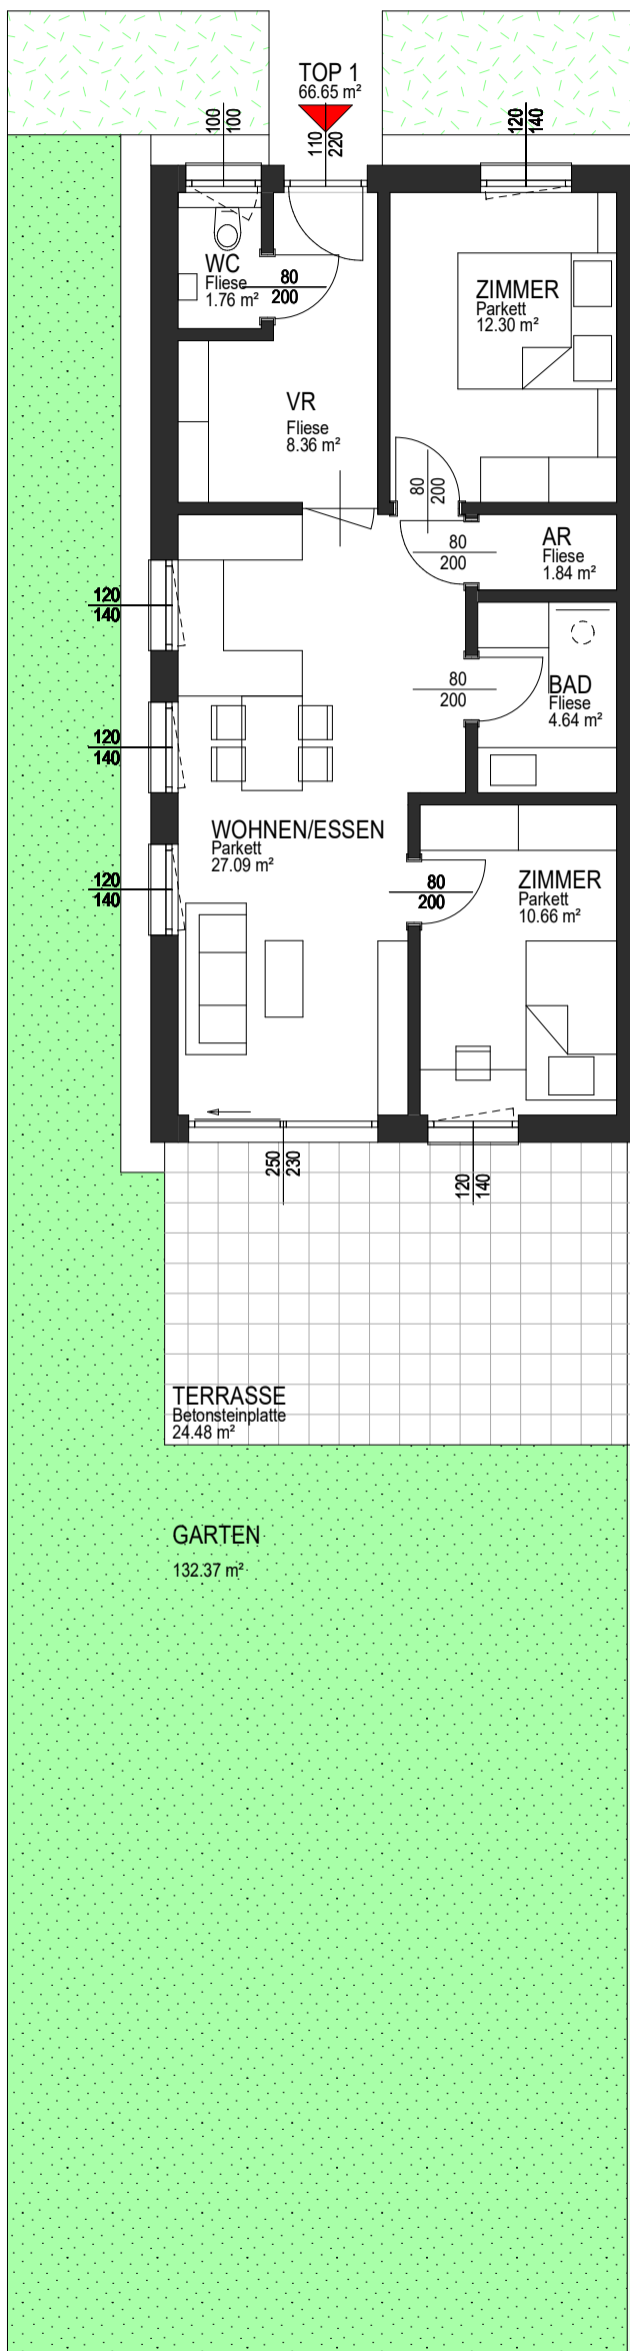 TOP 1
66.65 m²
100
100
110
220
120
140
WC
Fliese
1.76 m²
80
200
ZIMMER
Parkett
12.30 m²
VR
Fliese
8.36 m²
80
200
AR
Fliese
1.84 m²
80
200
120
140
BAD
Fliese
4.64 m²
80
200
120
140
WOHNEN/ESSEN
Parkett
27.09 m²
120
140
80
200
ZIMMER
Parkett
10.66 m²
250
230
120
140
TERRASSE
Betonsteinplatte
24.48 m²
GARTEN
132.37 m²